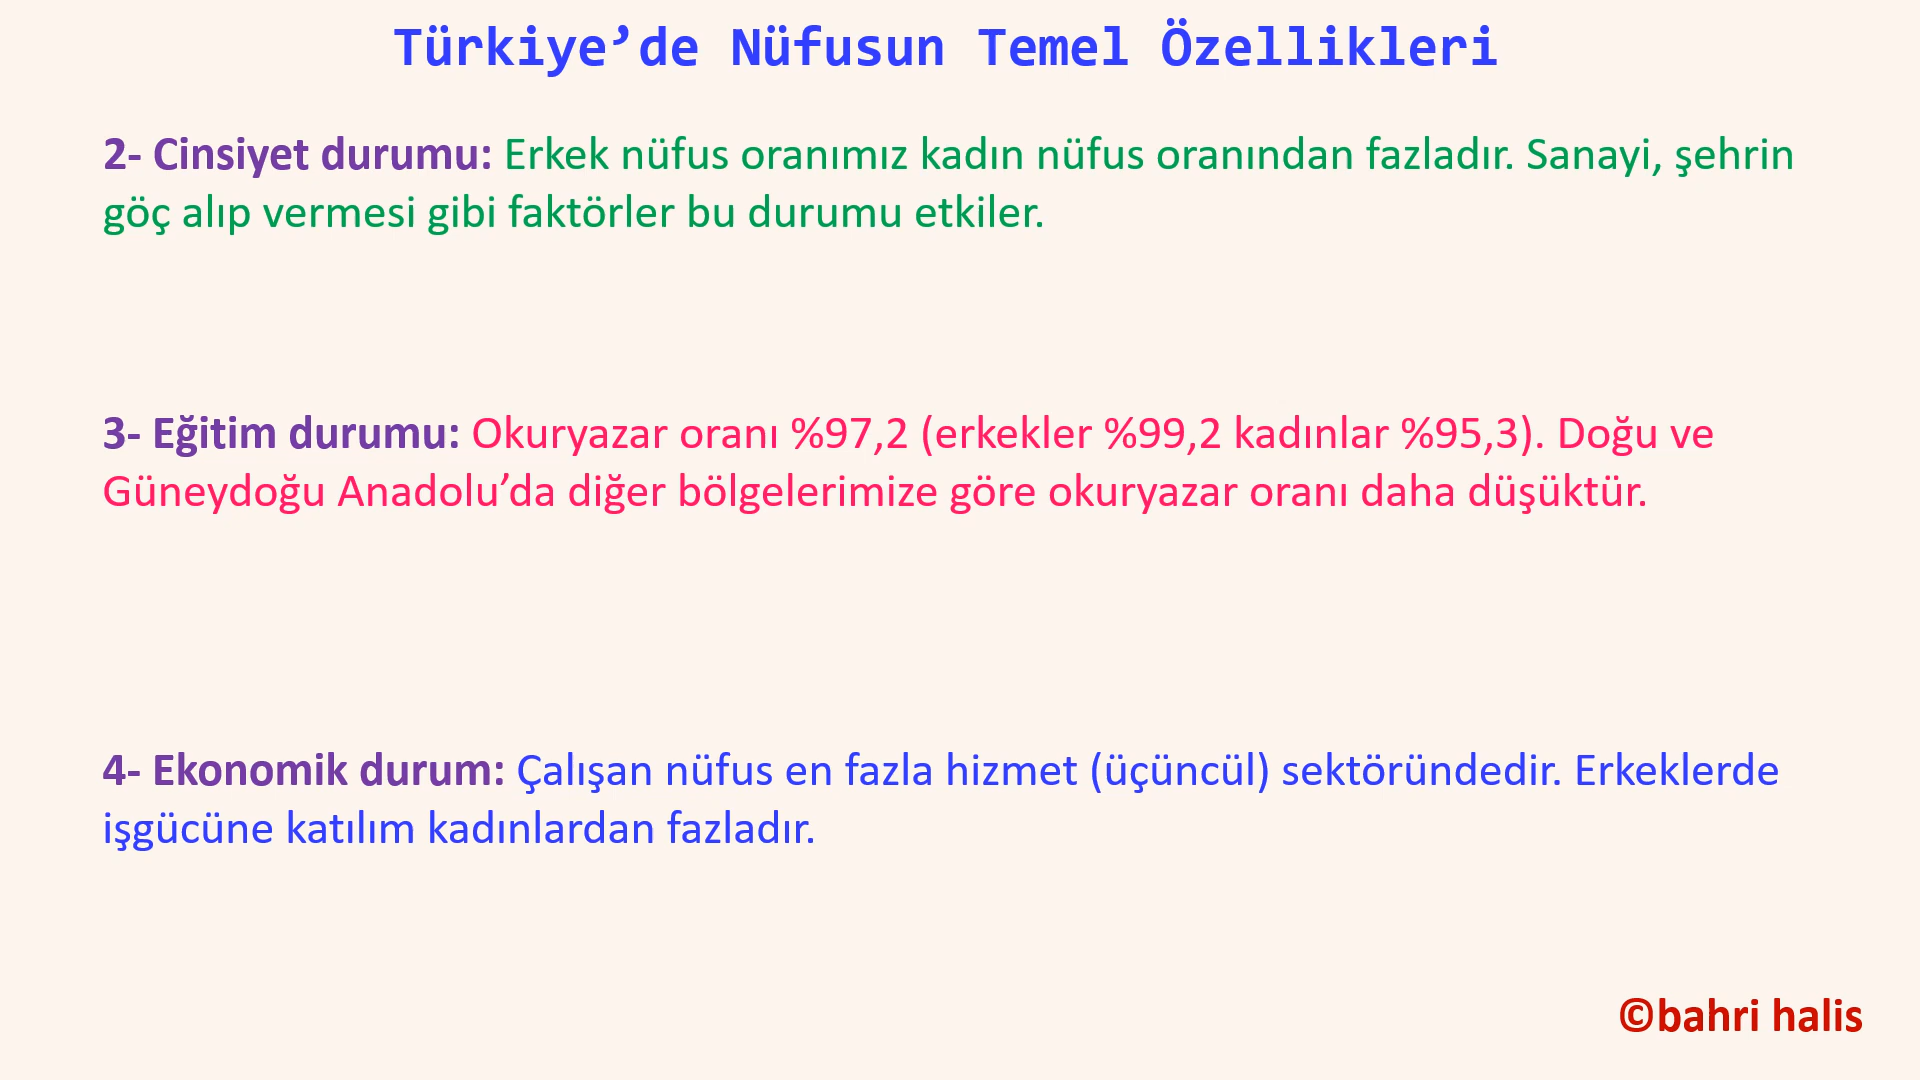 Türkiye’de Nüfusun Temel Özellikleri
2- Cinsiyet durumu: Erkek nüfus oranımız kadın nüfus oranından fazladır. Sanayi, şehrin
göç alıp vermesi gibi faktörler bu durumu etkiler.
3- Eğitim durumu: Okuryazar oranı %97,2 (erkekler %99,2 kadınlar %95,3). Doğu ve
Güneydoğu Anadolu’da diğer bölgelerimize göre okuryazar oranı daha düşüktür.
4- Ekonomik durum: Çalışan nüfus en fazla hizmet (üçüncül) sektöründedir. Erkeklerde
işgücüne katılım kadınlardan fazladır.
©bahri halis